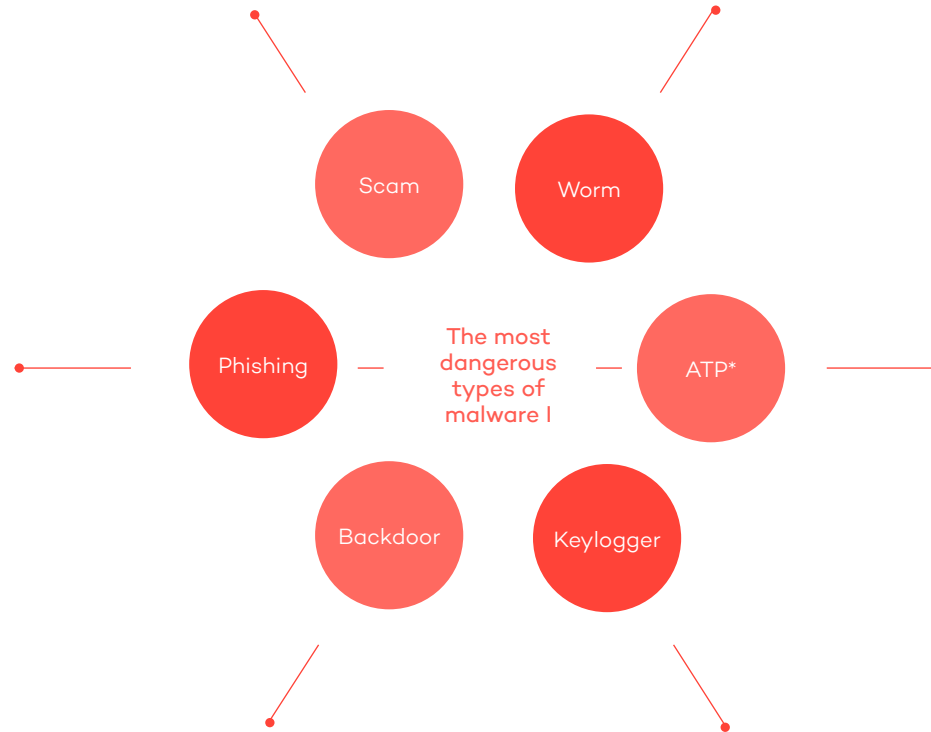 Scam
Worm
Phishing
The most
dangerous
types of
malware I
ATP*
Backdoor
Keylogger